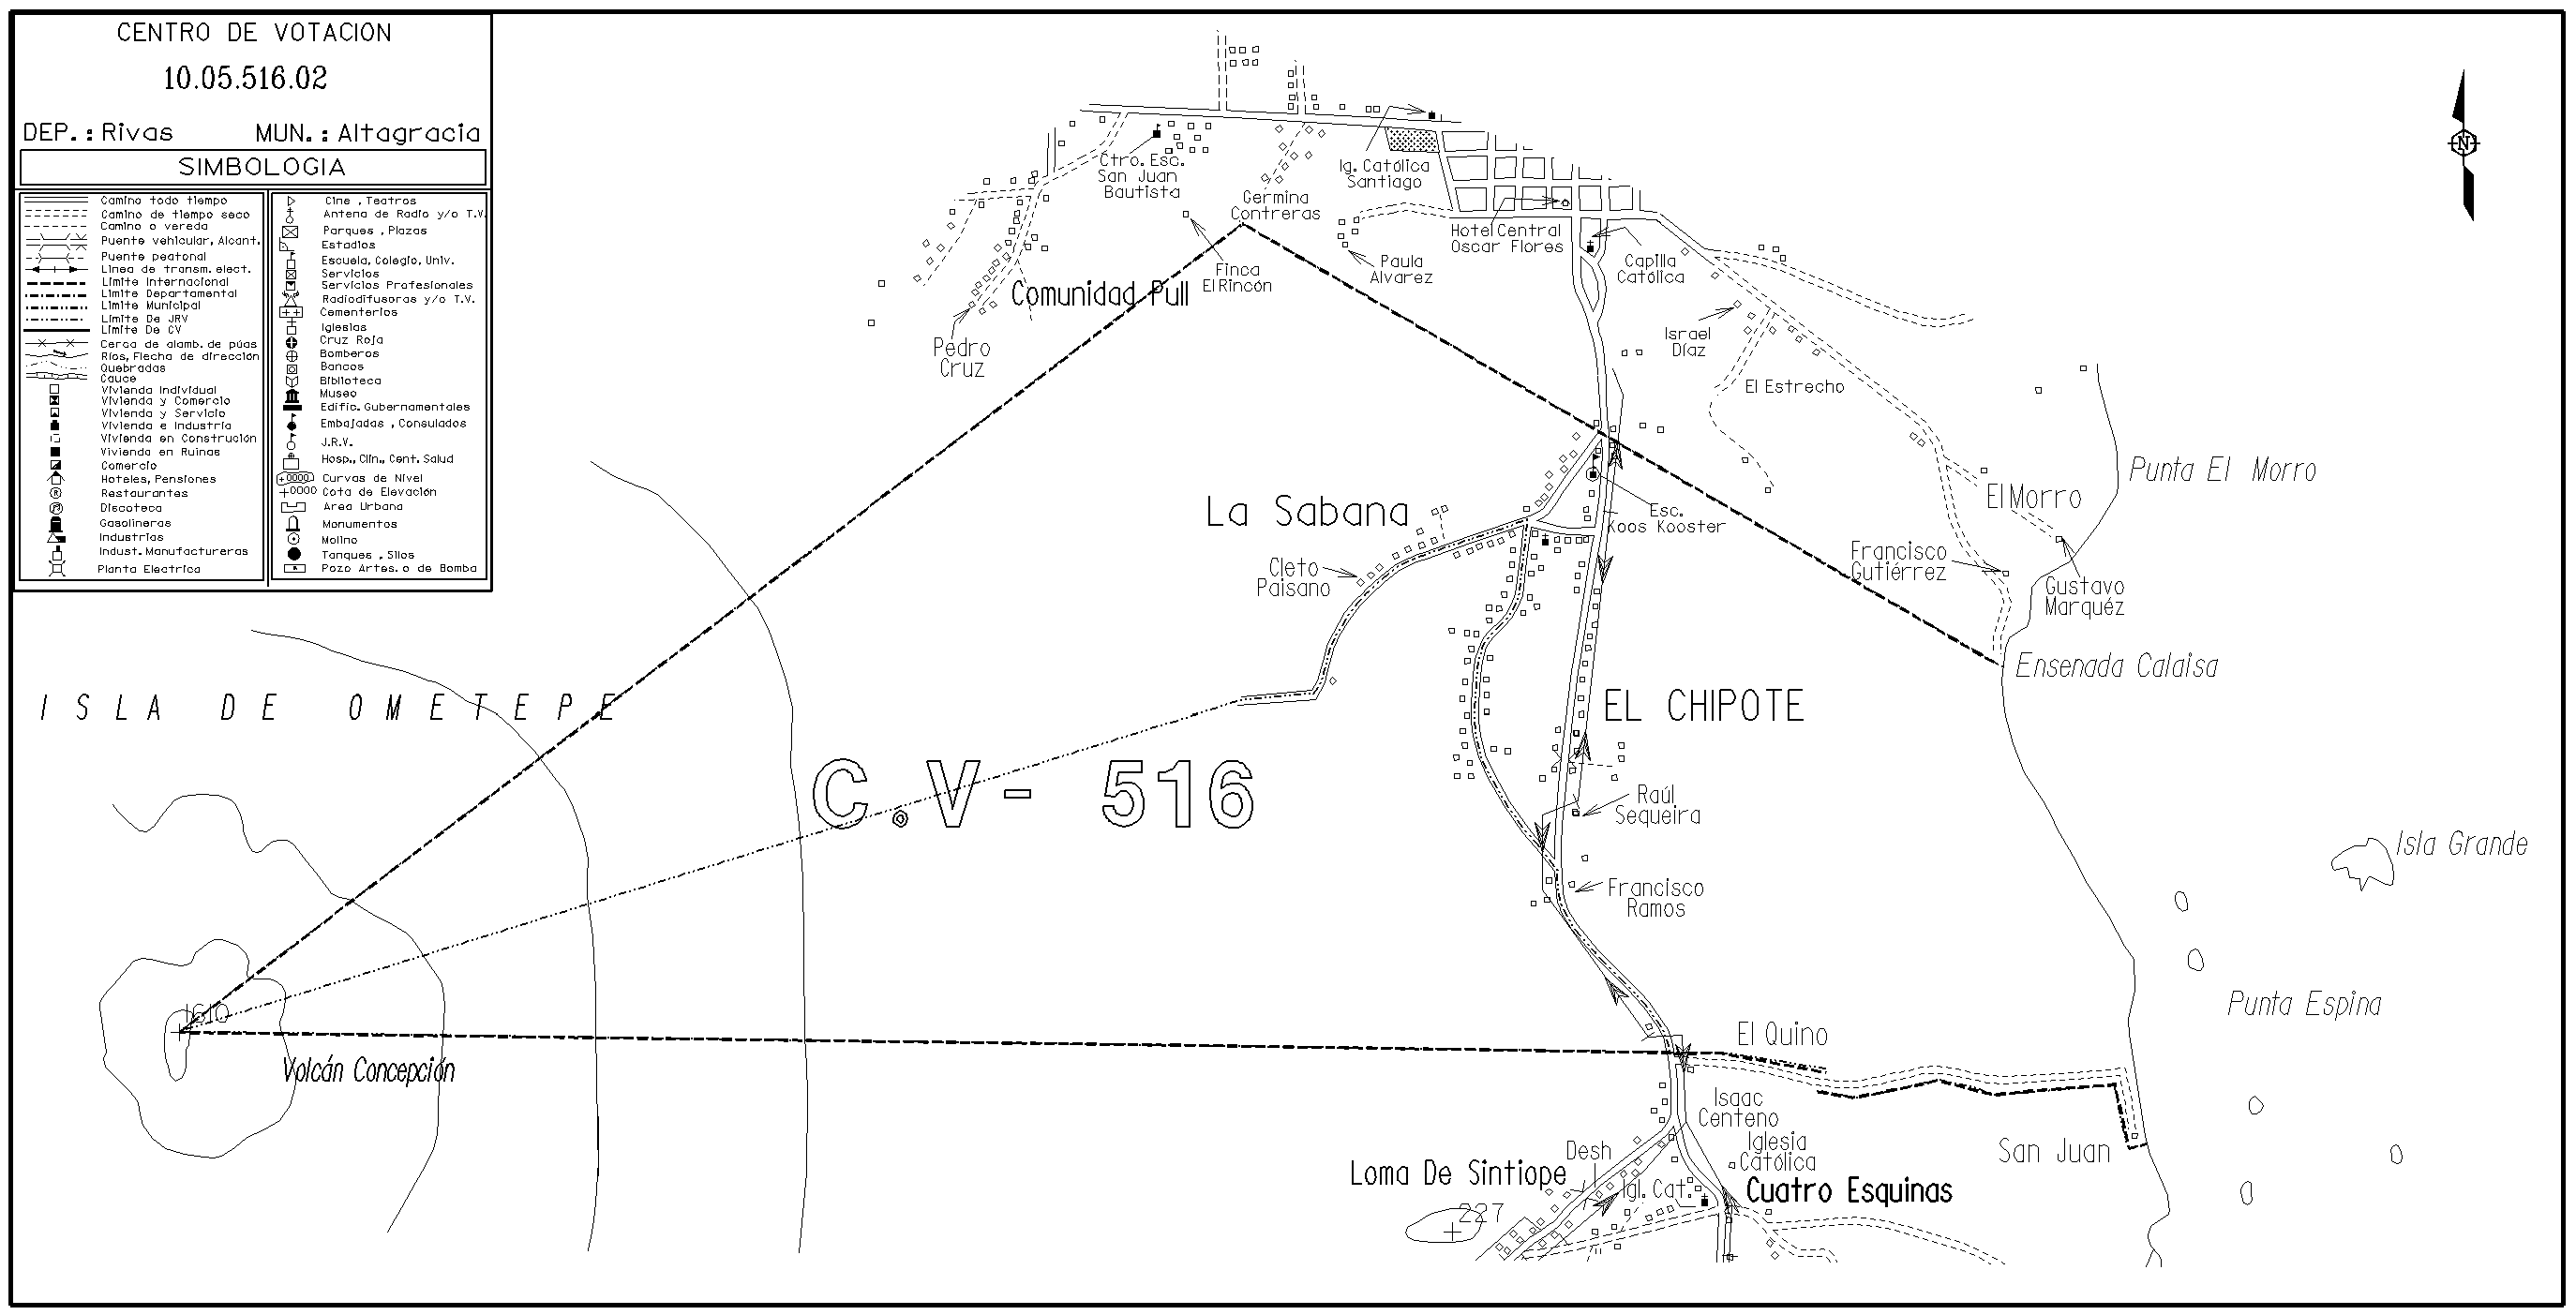 CENTRO DE VOTACION
10.05.516.02
DEP.: Rivas MUN.: Altagracia
SIMBOLOGIA
Camino todo tiempo
Camino de tiempo seco
Camino o vereda
Puente vehicular, Alcant.
Puente peatonal
Linea de transm. elect.
Limite Internacional
Limite Departamental
Limite Municipal
Limite De JRV
Limite De CV
Cerca de alamb. de púas
Ríos, Flecha de dirección
Quebradas
Cauce
Vivienda Individual
Vivienda y Comercio
Vivienda y Servicio
Vivienda e Industria
Vivienda en Construción
Vivienda en Ruinas
Comercio
Hoteles, Pensiones
Restaurantes
Discoteca
Gasolineras
Industrias
Indust. Manufactureras
Planta Electrica
Cine , Teatros
Antena de Radio y/o T.V.
Parques , Plazas
Estadios
Escuela, Colegio, Univ.
Servicios
Servicios Profesionales
Radiodifusoras y/o T.V.
Cementerios
Iglesias
Cruz Roja
Bomberos
Bancos
Biblioteca
Museo
Edific. Gubernamentales
Embajadas , Consulados
J.R.V.
Hosp., Clin., Cent. Salud
Curvas de Nivel
Cota de Elevación
Area Urbana
Monumentos
Molino
Tanques , Silos
Pozo Artes. o de Bomba
N
Ctro. Esc.
San Juan
Bautista
Germina
Contreras
Ig. Católica
Santiago
Hotel Central
Oscar Flores
Finca
El Rincón
Paula
Alvarez
Capilla
Católica
Comunidad Pull
Pedro
Cruz
Israel
Díaz
El Estrecho
Punta El Morro
El Morro
La Sabana
Esc.
Koos Kooster
Cleto
Paisano
Francisco
Gutiérrez
Gustavo
Marquéz
Ensenada Calaisa
ISLA DE OMETEPE
EL CHIPOTE
C.V- 516
Raúl
Sequeira
Isla Grande
Francisco
Ramos
1610
Volcán Concepción
Punta Espina
El Quino
Isaac
Centeno
Iglesia
Católica
San Juan
Desh
Loma De Sintiope
Igl. Cat.
Cuatro Esquinas
227